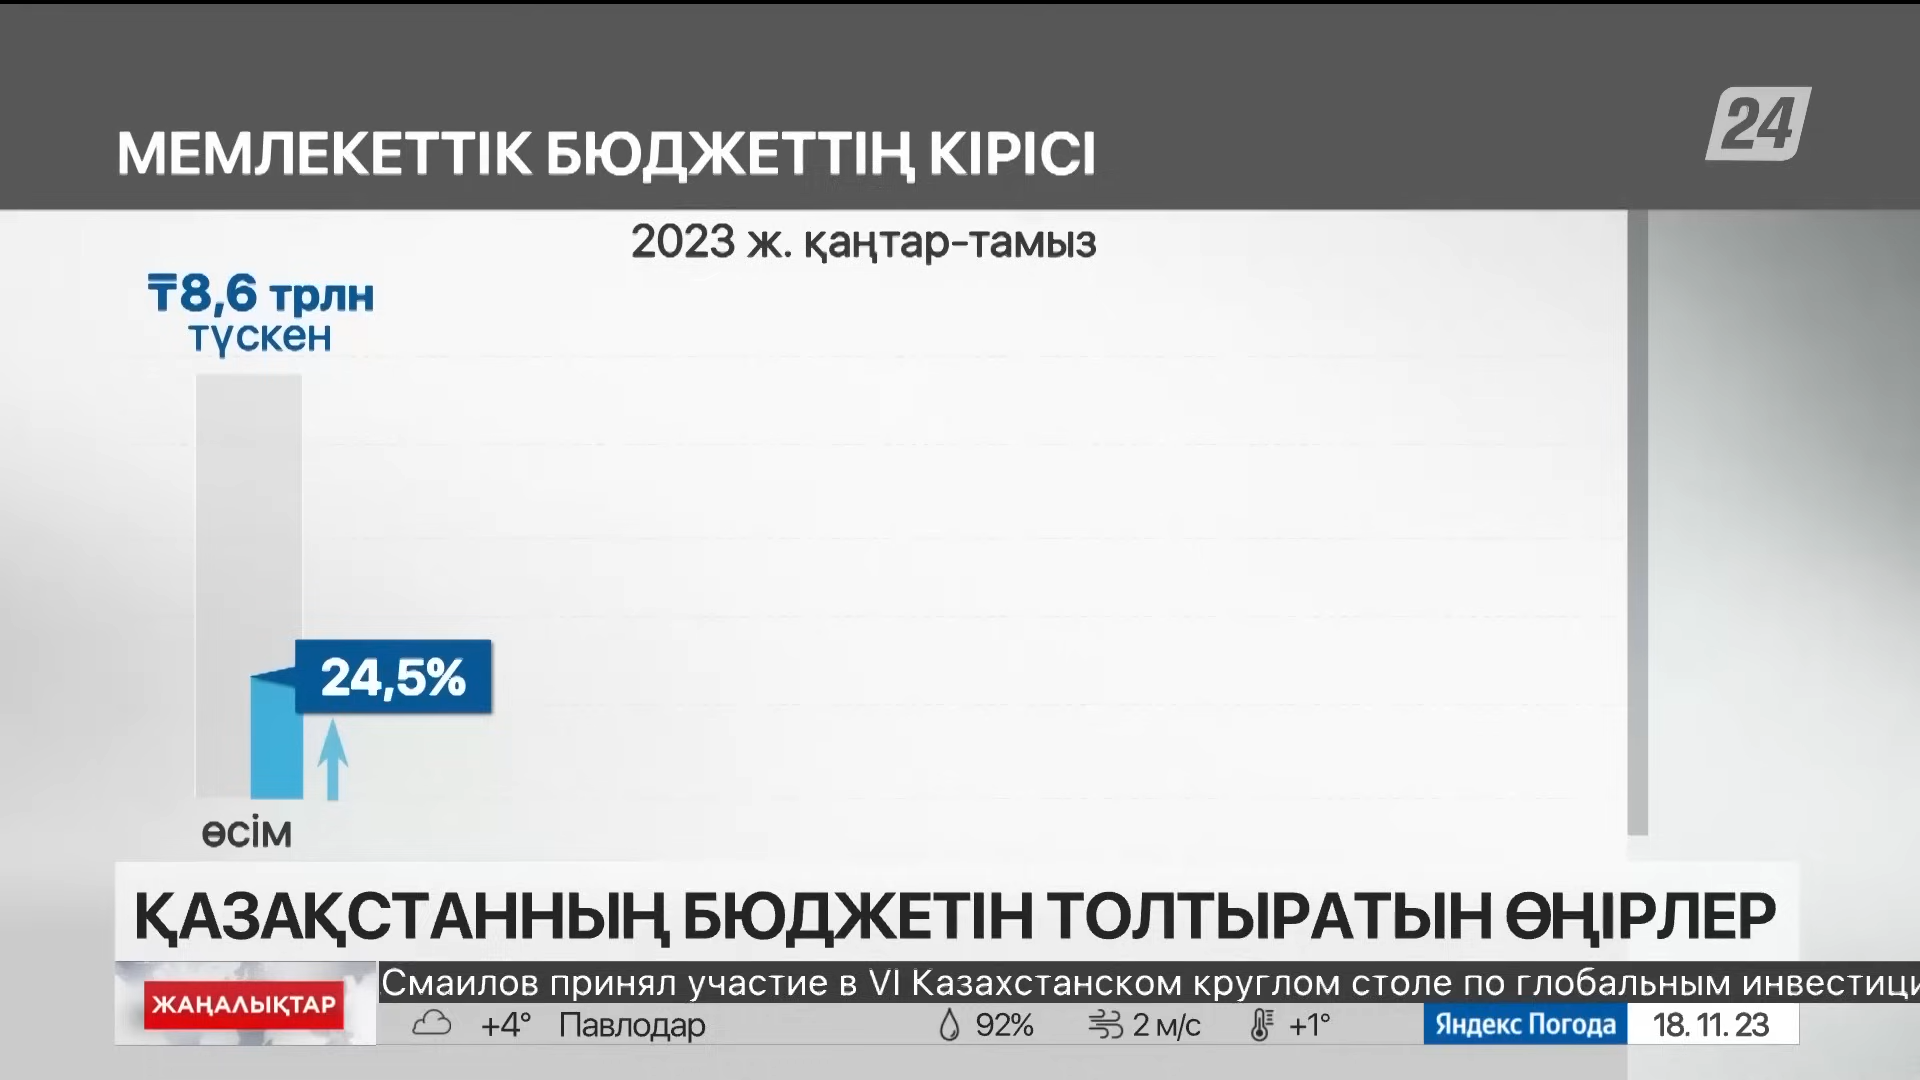 24
МЕМЛЕКЕТТІК БЮДЖЕТТІҢ КІРІСІ
2023 ж. қаңтар-тамыз
₸8,6 трлн
түскен
24,5%
өсім
ҚАЗАҚСТАННЫҢ БЮДЖЕТІН ТОЛТЫРАТЫН ӨҢІРЛЕР
ЖАҢАЛЫҚТАР
Смаилов принял участие в VI Казахстанском круглом столе по глобальным инвестици
+4° Павлодар 92% 2 м/с +1° Яндекс Погода 18. 11. 23